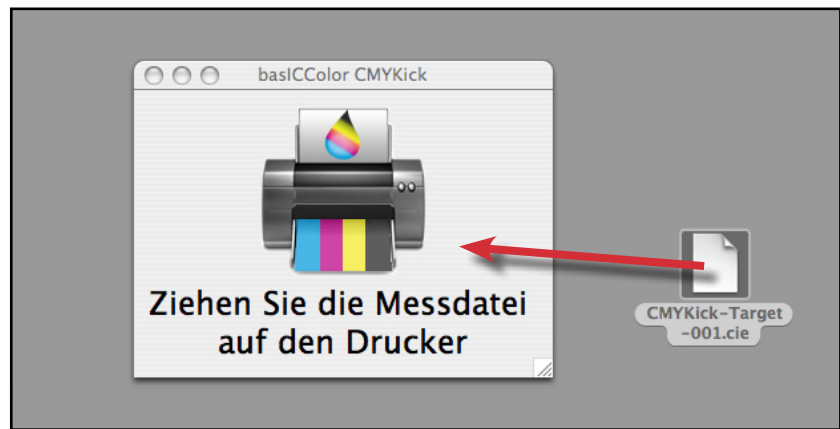 basICColor CMYKick
Ziehen Sie die Messdatei
auf den Drucker
CMYKick-Target
-001.cie